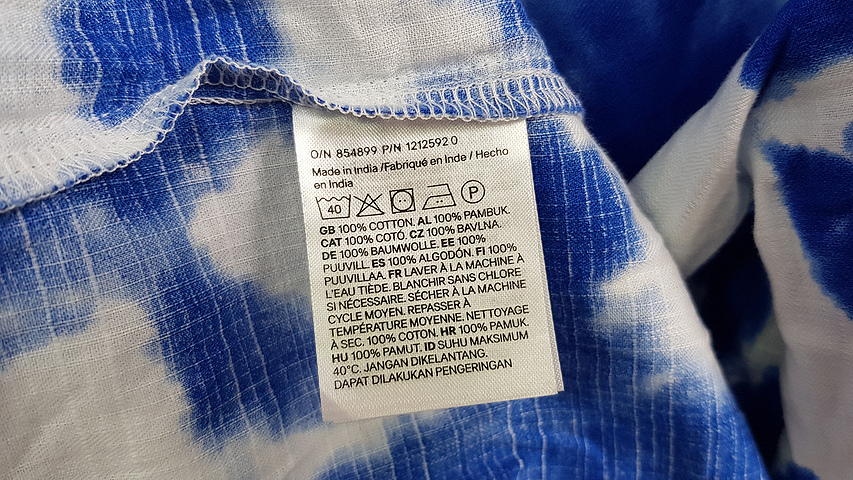 O/N 854899 P/N 1212592 0
Made in India /Fabriqué en Inde / Hecho
en India
40 P
GB 100% COTTON. AL 100% PAMBUK.
CAT 100% COTÓ. CZ 100% BAVLNA.
DE 100% BAUMWOLLE. EE 100%
PUUVILL. ES 100% ALGODÓN. FI 100%
PUUVILLAA. FR LAVER À LA MACHINE À
L'EAU TIÈDE. BLANCHIR SANS CHLORE
SI NÉCESSAIRE. SÉCHER À LA MACHINE
CYCLE MOYEN. REPASSER À
TEMPÉRATURE MOYENNE. NETTOYAGE
À SEC. 100% COTON. HR 100% PAMUK.
HU 100% PAMUT. ID SUHU MAKSIMUM
40°C. JANGAN DIKELANTANG.
DAPAT DILAKUKAN PENGERINGAN